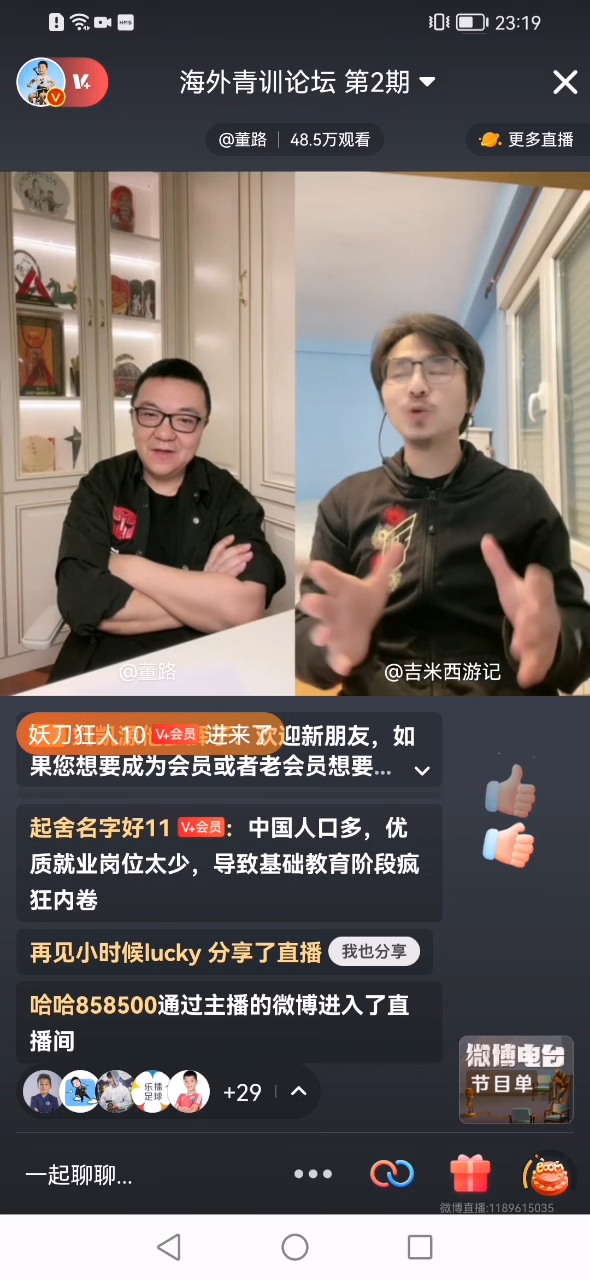 HMS
23:19
V4
V
海外青训论坛 第2期
@董路 48.5万观看
更多直播
@董路
@吉米西游记
妖刀狂人10 V+会员 进来了
欢迎新朋友，如
果您想要成为会员或者老会员想要...
起舍名字好11 V+会员：中国人口多，优
质就业岗位太少，导致基础教育阶段疯
狂内卷
再见小时候lucky 分享了直播 我也分享
哈哈858500通过主播的微博进入了直
播间
微博电台
节目单
乐播
足球
+29
一起聊聊...
BOOM
微博直播:1189615035